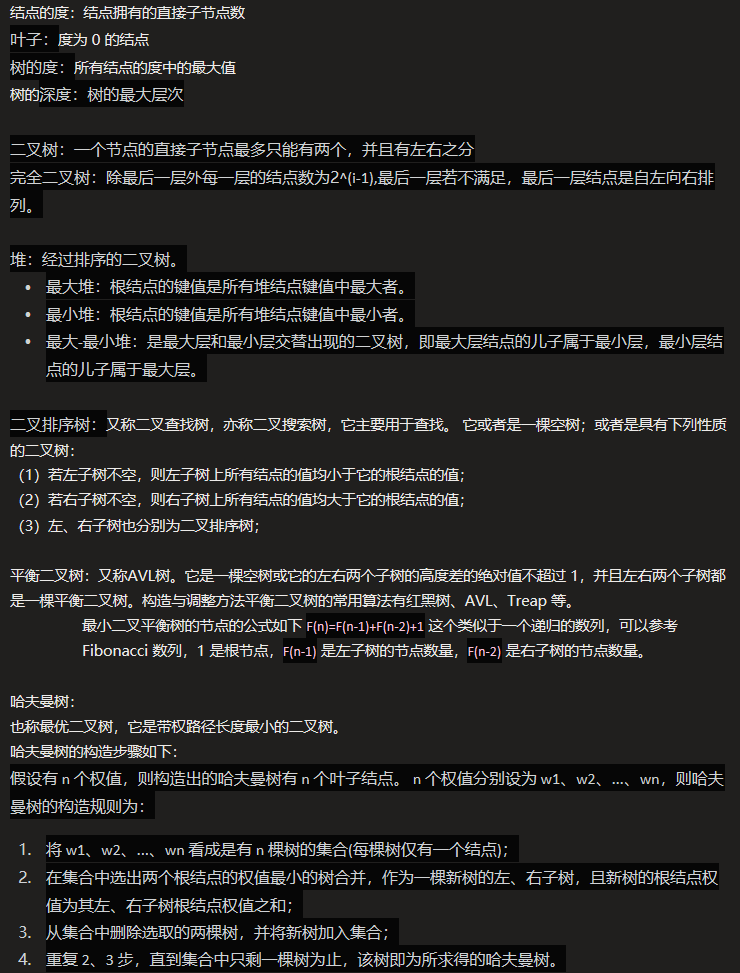 结点的度：结点拥有的直接子节点数
叶子：度为 0 的结点
树的度：所有结点的度中的最大值
树的深度：树的最大层次
二叉树：一个节点的直接子节点最多只能有两个，并且有左右之分
完全二叉树：除最后一层外每一层的结点数为2^(i-1),最后一层若不满足，最后一层结点是自左向右排
列。
堆：经过排序的二叉树。
• 最大堆：根结点的键值是所有堆结点键值中最大者。
• 最小堆：根结点的键值是所有堆结点键值中最小者。
• 最大-最小堆：是最大层和最小层交替出现的二叉树，即最大层结点的儿子属于最小层，最小层结
点的儿子属于最大层。
二叉排序树：又称二叉查找树，亦称二叉搜索树，它主要用于查找。 它或者是一棵空树；或者是具有下列性质
的二叉树：
（1）若左子树不空，则左子树上所有结点的值均小于它的根结点的值；
（2）若右子树不空，则右子树上所有结点的值均大于它的根结点的值；
（3）左、右子树也分别为二叉排序树；
平衡二叉树：又称AVL树。它是一棵空树或它的左右两个子树的高度差的绝对值不超过 1，并且左右两个子树都
是一棵平衡二叉树。构造与调整方法平衡二叉树的常用算法有红黑树、AVL、Treap 等。
最小二叉平衡树的节点的公式如下 F(n)=F(n-1)+F(n-2)+1 这个类似于一个递归的数列，可以参考
Fibonacci 数列，1 是根节点，F(n-1) 是左子树的节点数量，F(n-2) 是右子树的节点数量。
哈夫曼树：
也称最优二叉树，它是带权路径长度最小的二叉树。
哈夫曼树的构造步骤如下：
假设有 n 个权值，则构造出的哈夫曼树有 n 个叶子结点。 n 个权值分别设为 w1、w2、…、wn，则哈夫
曼树的构造规则为：
1. 将 w1、w2、…、wn 看成是有 n 棵树的集合(每棵树仅有一个结点)；
2. 在集合中选出两个根结点的权值最小的树合并，作为一棵新树的左、右子树，且新树的根结点权
值为其左、右子树根结点权值之和；
3. 从集合中删除选取的两棵树，并将新树加入集合；
4. 重复 2、3 步，直到集合中只剩一棵树为止，该树即为所求得的哈夫曼树。